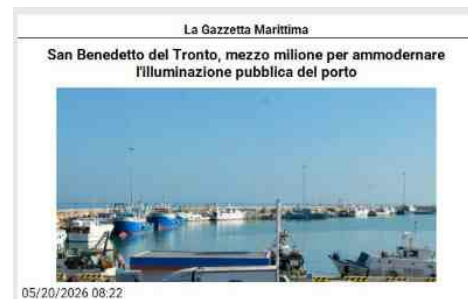 La Gazzetta Marittima
San Benedetto del Tronto, mezzo milione per ammodernare
l'illuminazione pubblica del porto
05/20/2026 08:22